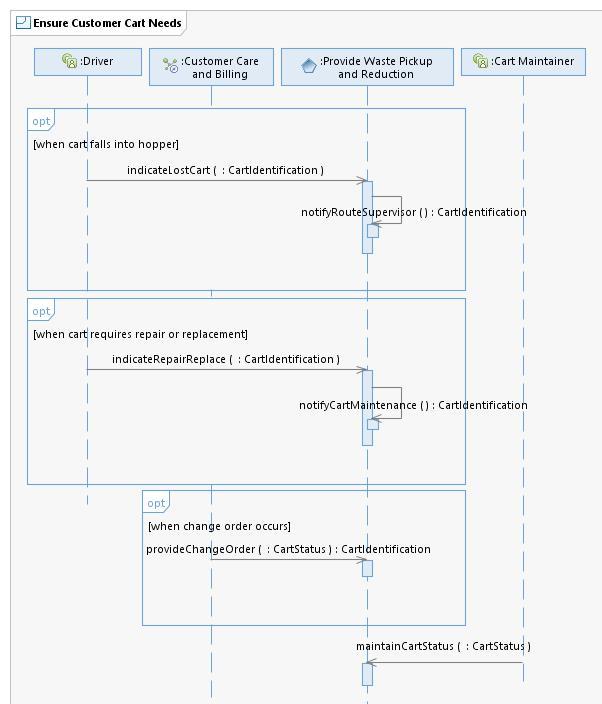 Ensure Customer Cart Needs
:Driver
:Customer Care
and Billing
:Provide Waste Pickup
and Reduction
:Cart Maintainer
opt
[when cart falls into hopper]
indicateLostCart ( : CartIdentification )
notifyRouteSupervisor ( ) : CartIdentification
opt
[when cart requires repair or replacement]
indicateRepairReplace ( : CartIdentification )
notifyCartMaintenance ( ) : CartIdentification
opt
[when change order occurs]
provideChangeOrder ( : CartStatus ) : CartIdentification
maintainCartStatus ( : CartStatus )